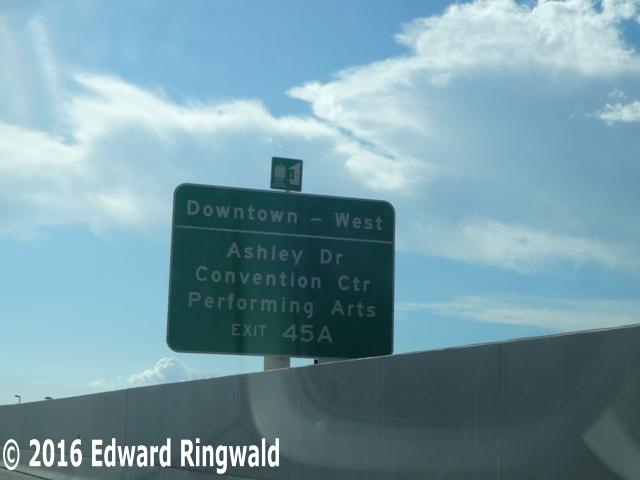 Downtown – West
Ashley Dr
Convention Ctr
Performing Arts
EXIT 45A
© 2016 Edward Ringwald